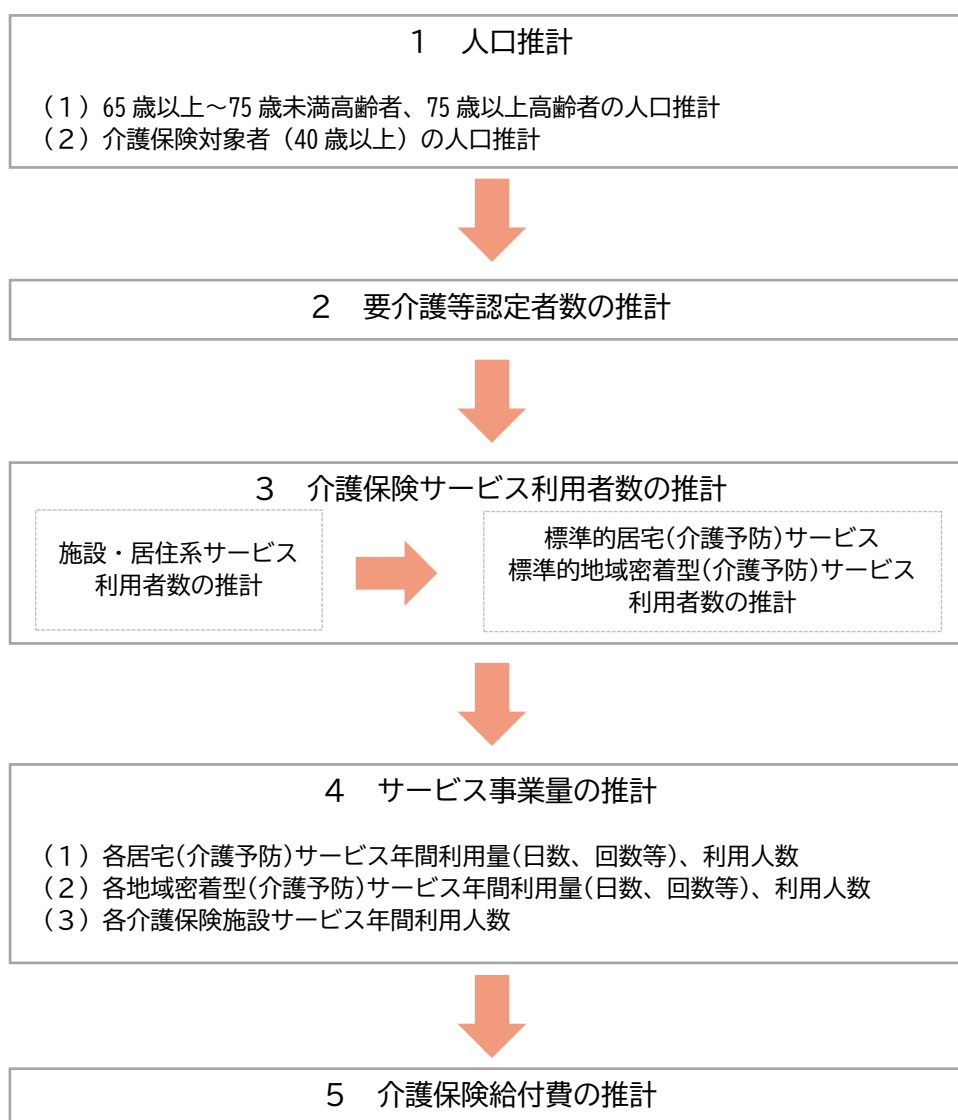 1　人口推計
（1）65歳以上～75歳未満高齢者、75歳以上高齢者の人口推計
（2）介護保険対象者（40歳以上）の人口推計
2　要介護等認定者数の推計
3　介護保険サービス利用者数の推計
施設・居住系サービス
利用者数の推計
標準的居宅(介護予防)サービス
標準的地域密着型(介護予防)サービス
利用者数の推計
4　サービス事業量の推計
（1）各居宅(介護予防)サービス年間利用量(日数、回数等)、利用人数
（2）各地域密着型(介護予防)サービス年間利用量(日数、回数等)、利用人数
（3）各介護保険施設サービス年間利用人数
5　介護保険給付費の推計